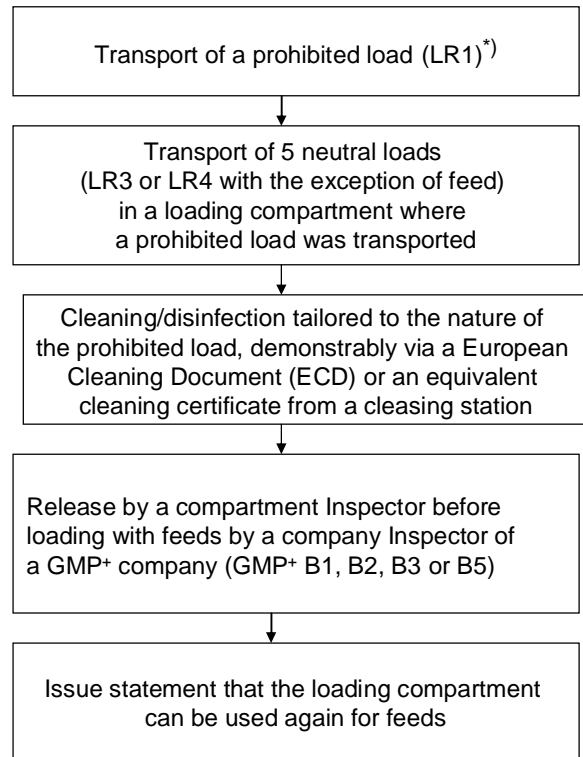 Transport of a prohibited load (LR1)*)
Transport of 5 neutral loads
(LR3 or LR4 with the exception of feed)
in a loading compartment where
a prohibited load was transported
Cleaning/disinfection tailored to the nature of
the prohibited load, demonstrably via a European
Cleaning Document (ECD) or an equivalent
cleaning certificate from a cleasing station
Release by a compartment Inspector before
loading with feeds by a company Inspector of
a GMP+ company (GMP+ B1, B2, B3 or B5)
Issue statement that the loading compartment
can be used again for feeds